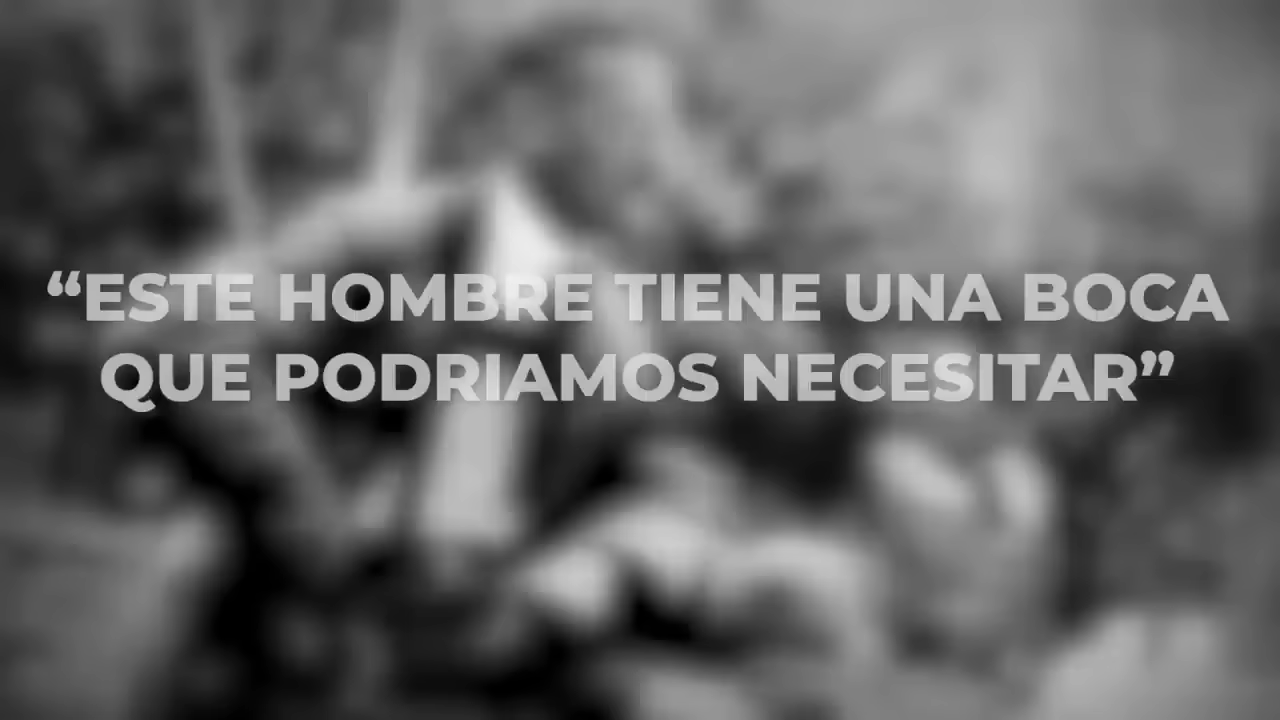 “ESTE HOMBRE TIENE UNA BOCA
QUE PODRIAMOS NECESITAR”